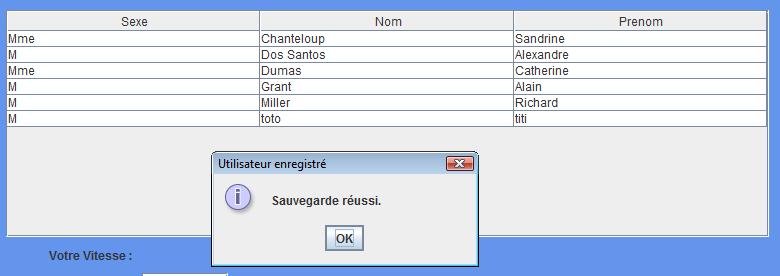 Sexe Nom Prenom
Mme Chanteloup Sandrine
M Dos Santos Alexandre
Mme Dumas Catherine
M Grant Alain
M Miller Richard
M toto titi
Utilisateur enregistré
Sauvegarde réussi.
OK
Votre Vitesse :